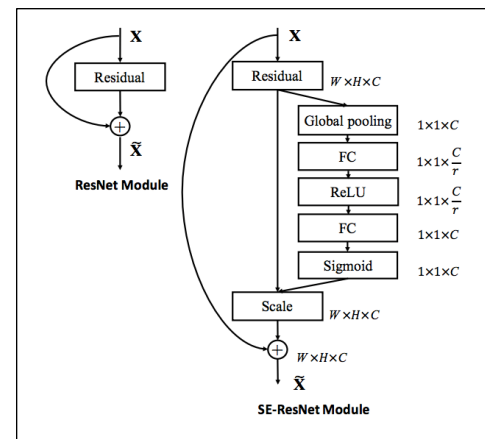 X
Residual
+
X̃
ResNet Module
X
Residual
W×H×C
Global pooling
1×1×C
FC
1×1×C/r
ReLU
1×1×C/r
FC
1×1×C
Sigmoid
1×1×C
Scale
W×H×C
+
W×H×C
X̃
SE-ResNet Module